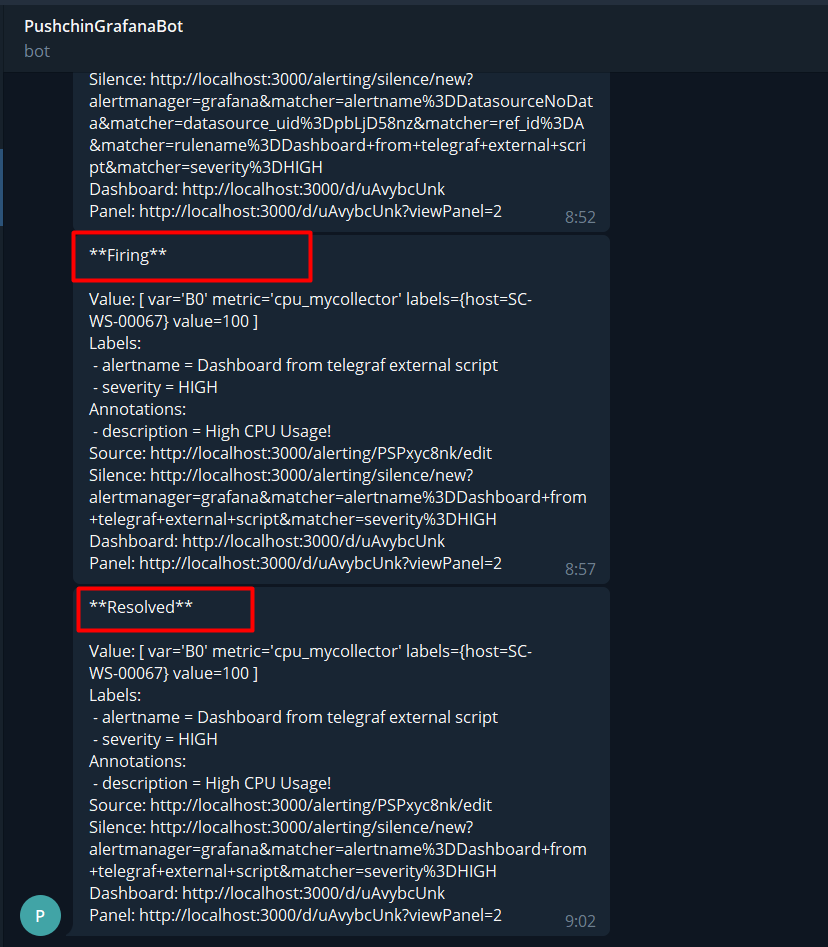 PushchinGrafanaBot
bot
Silence: http://localhost:3000/alerting/silence/new?
alertmanager=grafana&matcher=alertname%3DDatasourceNoDat
a&matcher=datasource_uid%3DpbLjD58nz&matcher=ref_id%3DA
&matcher=rulename%3DDashboard+from+telegraf+external+scri
pt&matcher=severity%3DHIGH
Dashboard: http://localhost:3000/d/uAvybcUnk
Panel: http://localhost:3000/d/uAvybcUnk?viewPanel=2
8:52
**Firing**
Value: [ var='B0' metric='cpu_mycollector' labels={host=SC-
WS-00067} value=100 ]
Labels:
- alertname = Dashboard from telegraf external script
- severity = HIGH
Annotations:
- description = High CPU Usage!
Source: http://localhost:3000/alerting/PSPxyc8nk/edit
Silence: http://localhost:3000/alerting/silence/new?
alertmanager=grafana&matcher=alertname%3DDashboard+from
+telegraf+external+script&matcher=severity%3DHIGH
Dashboard: http://localhost:3000/d/uAvybcUnk
Panel: http://localhost:3000/d/uAvybcUnk?viewPanel=2
8:57
**Resolved**
Value: [ var='B0' metric='cpu_mycollector' labels={host=SC-
WS-00067} value=100 ]
Labels:
- alertname = Dashboard from telegraf external script
- severity = HIGH
Annotations:
- description = High CPU Usage!
Source: http://localhost:3000/alerting/PSPxyc8nk/edit
Silence: http://localhost:3000/alerting/silence/new?
alertmanager=grafana&matcher=alertname%3DDashboard+from
+telegraf+external+script&matcher=severity%3DHIGH
Dashboard: http://localhost:3000/d/uAvybcUnk
Panel: http://localhost:3000/d/uAvybcUnk?viewPanel=2
9:02
P